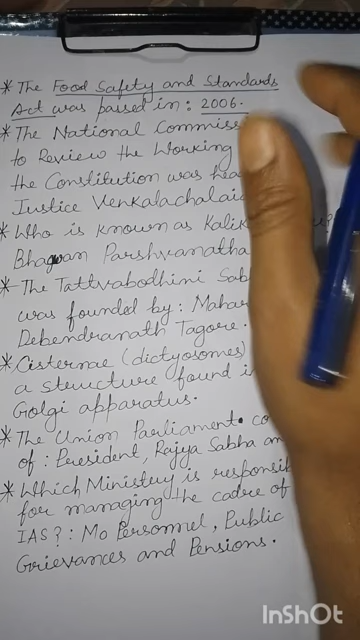 * The Food Safety and Standards
Act was passed in: 2006.
* The National Commiss
to Review the Working
the Constitution was hea
Justice Venkalachalai
* Who is known as Kalik
Bhagwan Parshvanatha
* The Tattvabodhini Sab
was founded by: Mahar
Debendranath Tagore.
* Cisternae (dictyosomes)
a structure found i
Golgi apparatus.
* The Union Parliament co
of: President, Rajya Sabha an
* Which Ministry is responsib
for managing the cadre of
IAS?: Mo Personnel, Public
Grievances and Pensions.
InShOt